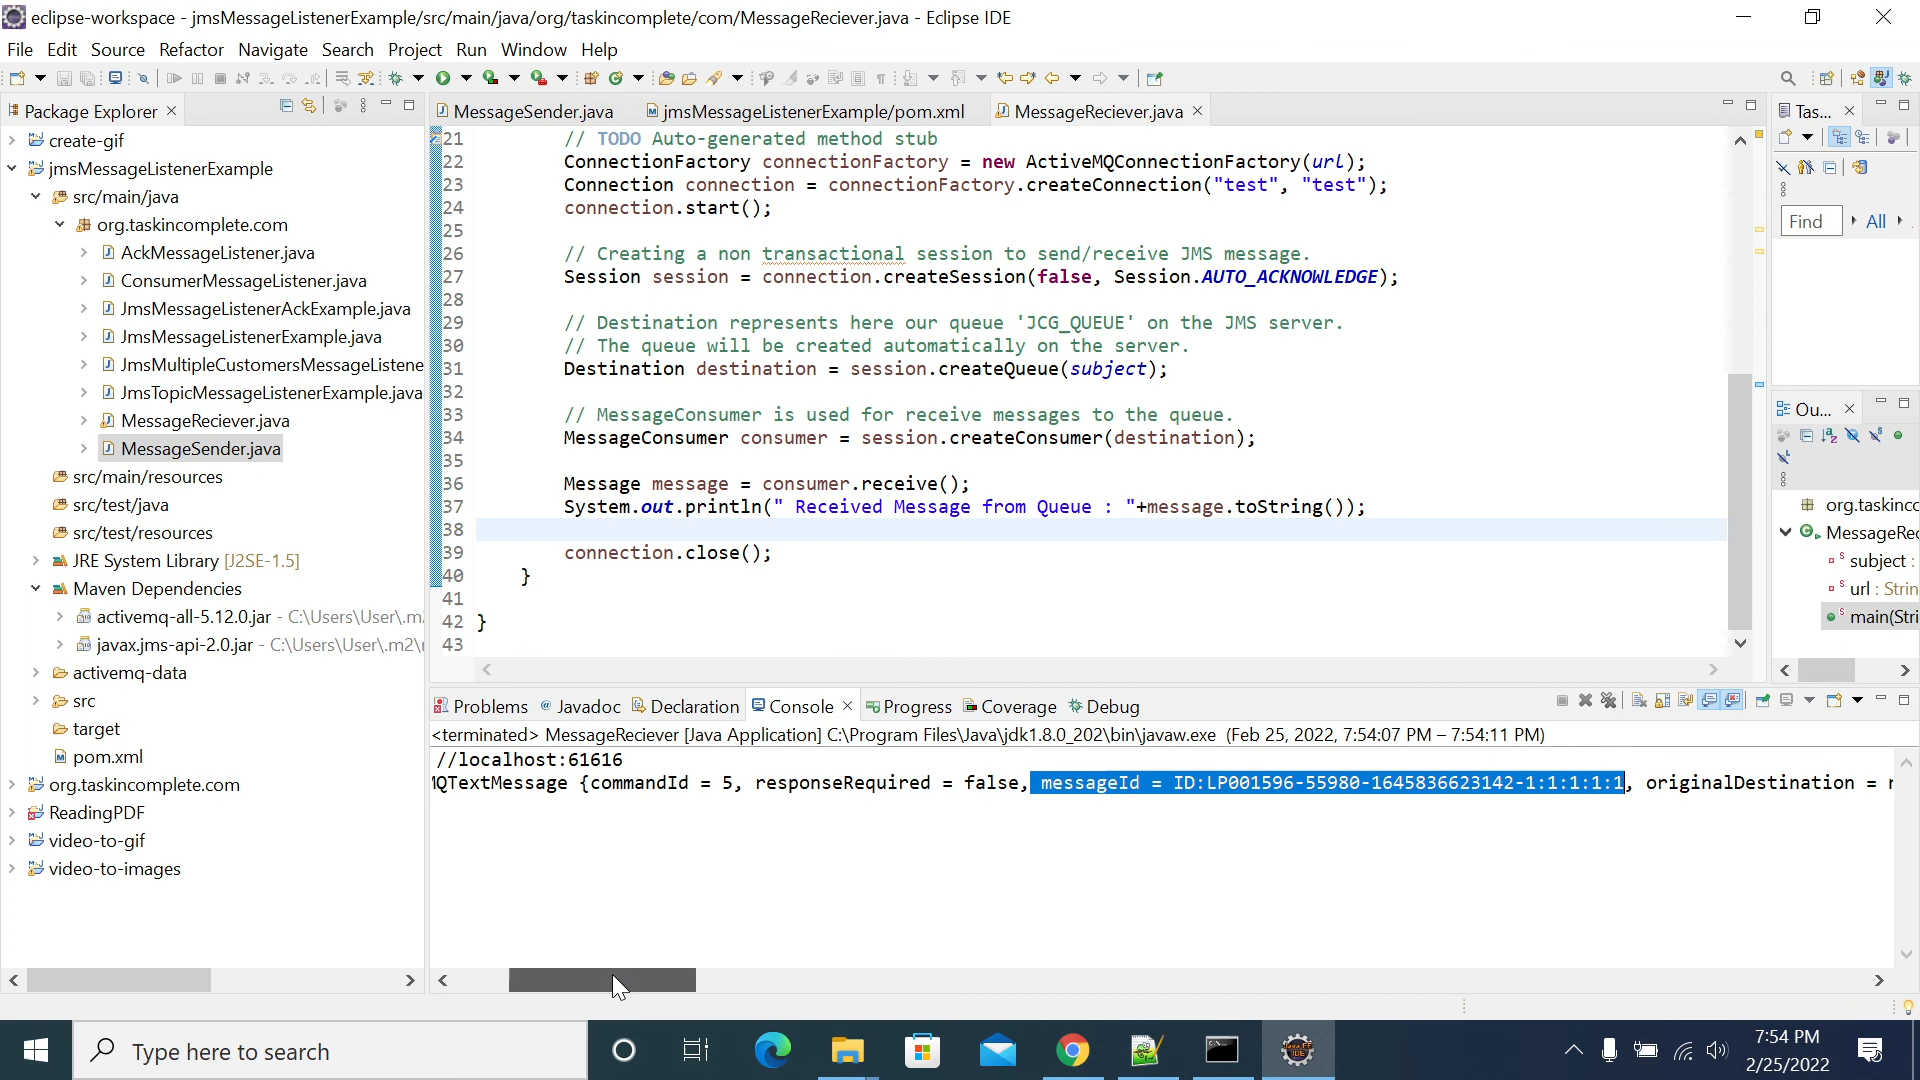 eclipse-workspace - jmsMessageListenerExample/src/main/java/org/taskincomplete/com/MessageReciever.java - Eclipse IDE
File Edit Source Refactor Navigate Search Project Run Window Help
Package Explorer
create-gif
jmsMessageListenerExample
src/main/java
org.taskincomplete.com
AckMessageListener.java
ConsumerMessageListener.java
JmsMessageListenerAckExample.java
JmsMessageListenerExample.java
JmsMultipleCustomersMessageListene
JmsTopicMessageListenerExample.java
MessageReciever.java
MessageSender.java
src/main/resources
src/test/java
src/test/resources
JRE System Library [J2SE-1.5]
Maven Dependencies
activemq-all-5.12.0.jar - C:\Users\User\.m
javax.jms-api-2.0.jar - C:\Users\User\.m2\
activemq-data
src
target
pom.xml
org.taskincomplete.com
ReadingPDF
video-to-gif
video-to-images
MessageSender.java jmsMessageListenerExample/pom.xml MessageReciever.java
21 // TODO Auto-generated method stub
22 ConnectionFactory connectionFactory = new ActiveMQConnectionFactory(url);
23 Connection connection = connectionFactory.createConnection("test", "test");
24 connection.start();
25
26 // Creating a non transactional session to send/receive JMS message.
27 Session session = connection.createSession(false, Session.AUTO_ACKNOWLEDGE);
28
29 // Destination represents here our queue 'JCG_QUEUE' on the JMS server.
30 // The queue will be created automatically on the server.
31 Destination destination = session.createQueue(subject);
32
33 // MessageConsumer is used for receive messages to the queue.
34 MessageConsumer consumer = session.createConsumer(destination);
35
36 Message message = consumer.receive();
37 System.out.println(" Received Message from Queue : "+message.toString());
38
39 connection.close();
40 }
41
42 }
43
Tas...
Find All
Ou...
org.taskinco
MessageRec
subject :
url : Strin
main(Stri
Problems Javadoc Declaration Console Progress Coverage Debug
<terminated> MessageReciever [Java Application] C:\Program Files\Java\jdk1.8.0_202\bin\javaw.exe (Feb 25, 2022, 7:54:07 PM – 7:54:11 PM)
//localhost:61616
MQTextMessage {commandId = 5, responseRequired = false, messageId = ID:LP001596-55980-1645836623142-1:1:1:1:1, originalDestination = n
Type here to search
7:54 PM
2/25/2022